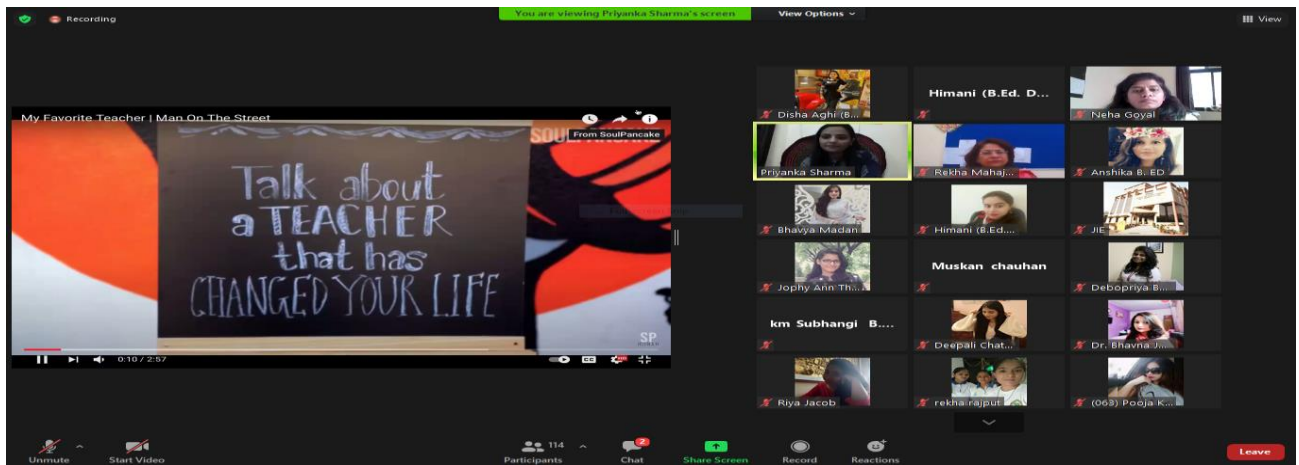 Recording
You are viewing Priyanka Sharma's screen
View Options
View
My Favorite Teacher | Man On The Street
From SoulPancake
SOULPANCAKE
Talk about
a TEACHER
that has
CHANGED YOUR LIFE
SP
0:10 / 2:57
CC
Disha Aghi (B...
Himani (B.Ed. D...
Neha Goyal
Priyanka Sharma
Rekha Mahaj...
Anshika B. ED
Bhavya Madan
Himani (B.Ed....
JIE
Jophy Ann Th...
Muskan chauhan
Debopriya B...
km Subhangi B....
Deepali Chat...
Dr. Bhavna J...
Riya Jacob
rekha rajput
(063) Pooja K...
Unmute
Start Video
114
Participants
2
Chat
Share Screen
Record
Reactions
Leave